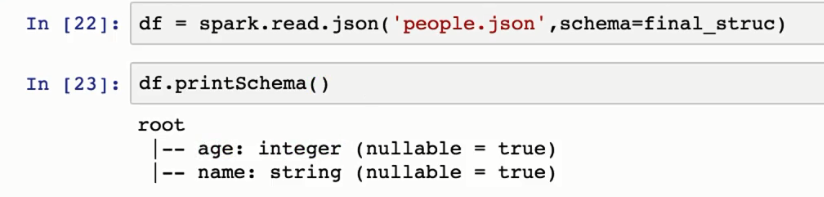 In [22]: df = spark.read.json('people.json',schema=final_struc)
In [23]: df.printSchema()
root
 |-- age: integer (nullable = true)
 |-- name: string (nullable = true)